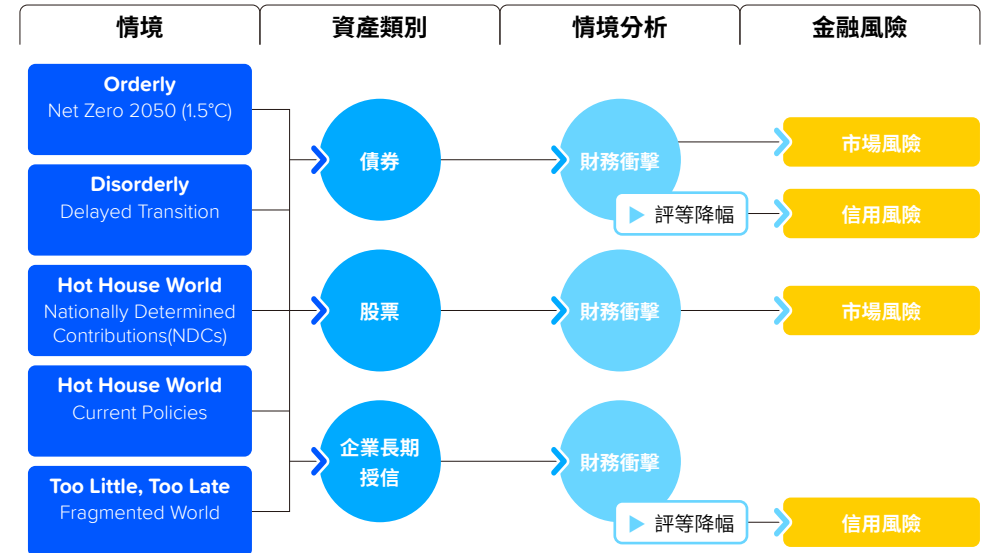 情境
資產類別
情境分析
金融風險
Orderly
Net Zero 2050 (1.5°C)
Disorderly
Delayed Transition
Hot House World
Nationally Determined
Contributions(NDCs)
Hot House World
Current Policies
Too Little, Too Late
Fragmented World
債券
股票
企業長期
授信
財務衝擊
評等降幅
財務衝擊
財務衝擊
評等降幅
市場風險
信用風險
市場風險
信用風險